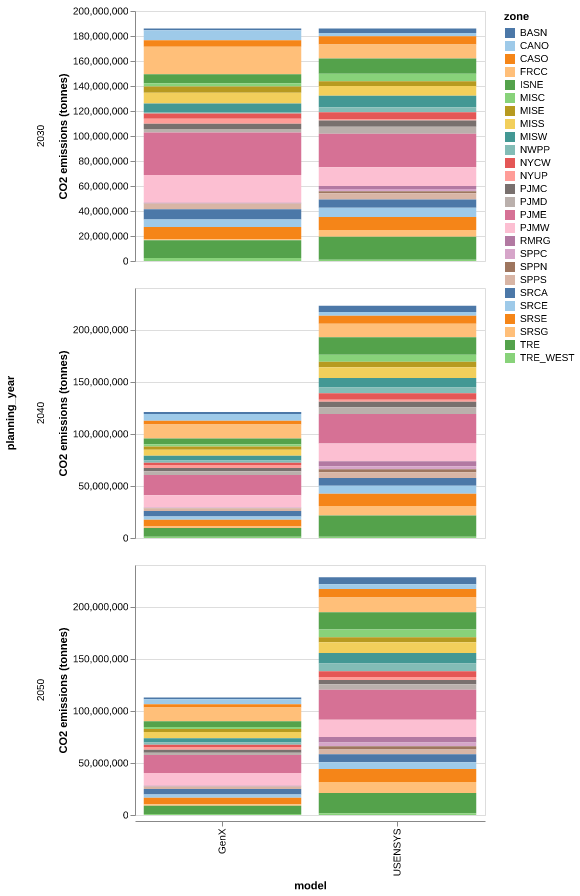 zone
BASN
CANO
CASO
FRCC
ISNE
MISC
MISE
MISS
MISW
NWPP
NYCW
NYUP
PJMC
PJMD
PJME
PJMW
RMRG
SPPC
SPPN
SPPS
SRCA
SRCE
SRSE
SRSG
TRE
TRE_WEST
planning_year
2030
CO2 emissions (tonnes)
200,000,000
180,000,000
160,000,000
140,000,000
120,000,000
100,000,000
80,000,000
60,000,000
40,000,000
20,000,000
0
2040
CO2 emissions (tonnes)
200,000,000
150,000,000
100,000,000
50,000,000
0
2050
CO2 emissions (tonnes)
200,000,000
150,000,000
100,000,000
50,000,000
0
GenX
USENSYS
model